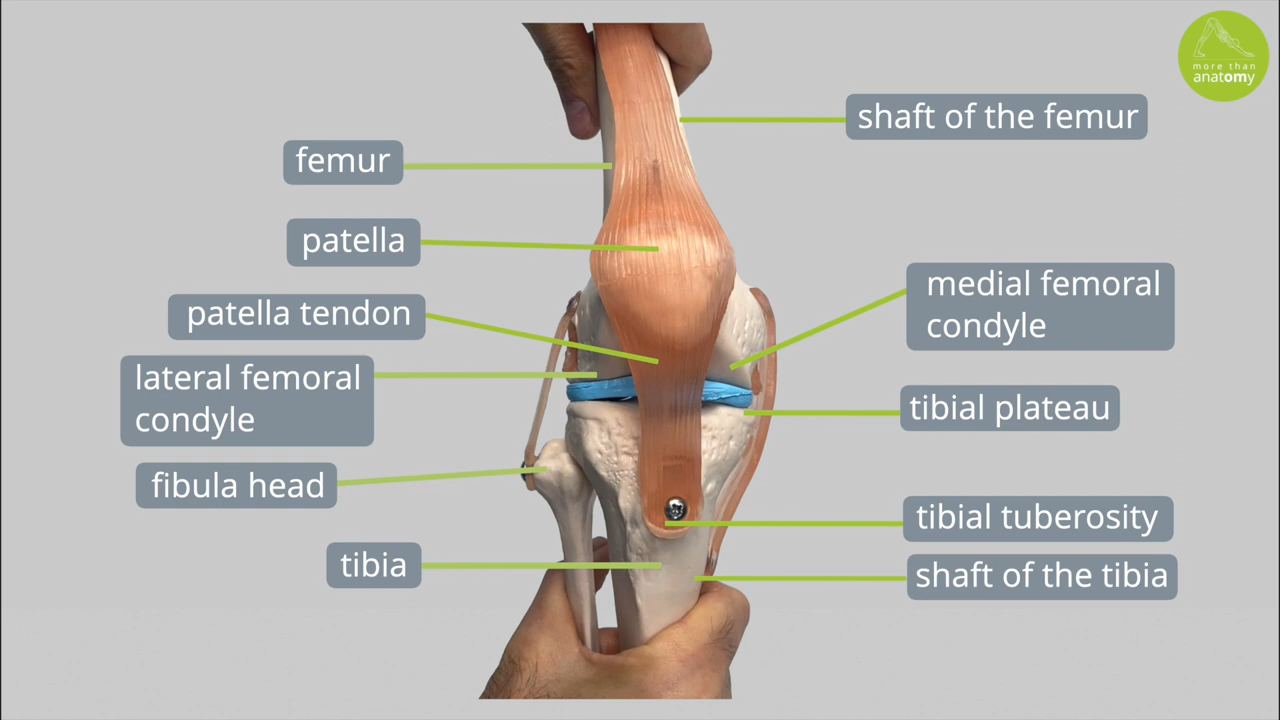 more than
anatomy
shaft of the femur
femur
patella
medial femoral
condyle
patella tendon
lateral femoral
condyle
tibial plateau
fibula head
tibial tuberosity
tibia
shaft of the tibia